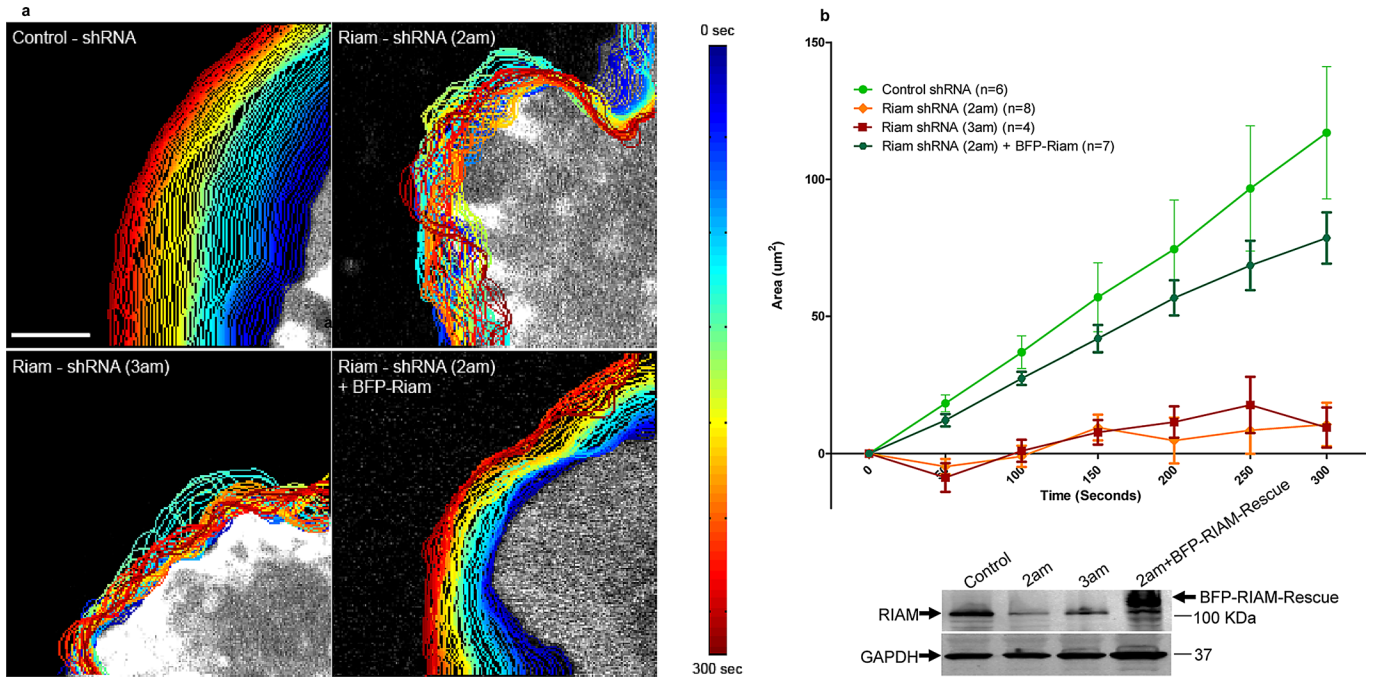 a
Control - shRNA
Riam - shRNA (2am)
Riam - shRNA (3am)
Riam - shRNA (2am)
+ BFP-Riam
a
0 sec
300 sec
b
150
100
50
0
Area (um²)
Control shRNA (n=6)
Riam shRNA (2am) (n=8)
Riam shRNA (3am) (n=4)
Riam shRNA (2am) + BFP-Riam (n=7)
0
50
100
150
200
250
300
Time (Seconds)
Control
2am
3am
2am+BFP-RIAM-Rescue
RIAM
BFP-RIAM-Rescue
100 KDa
GAPDH
37